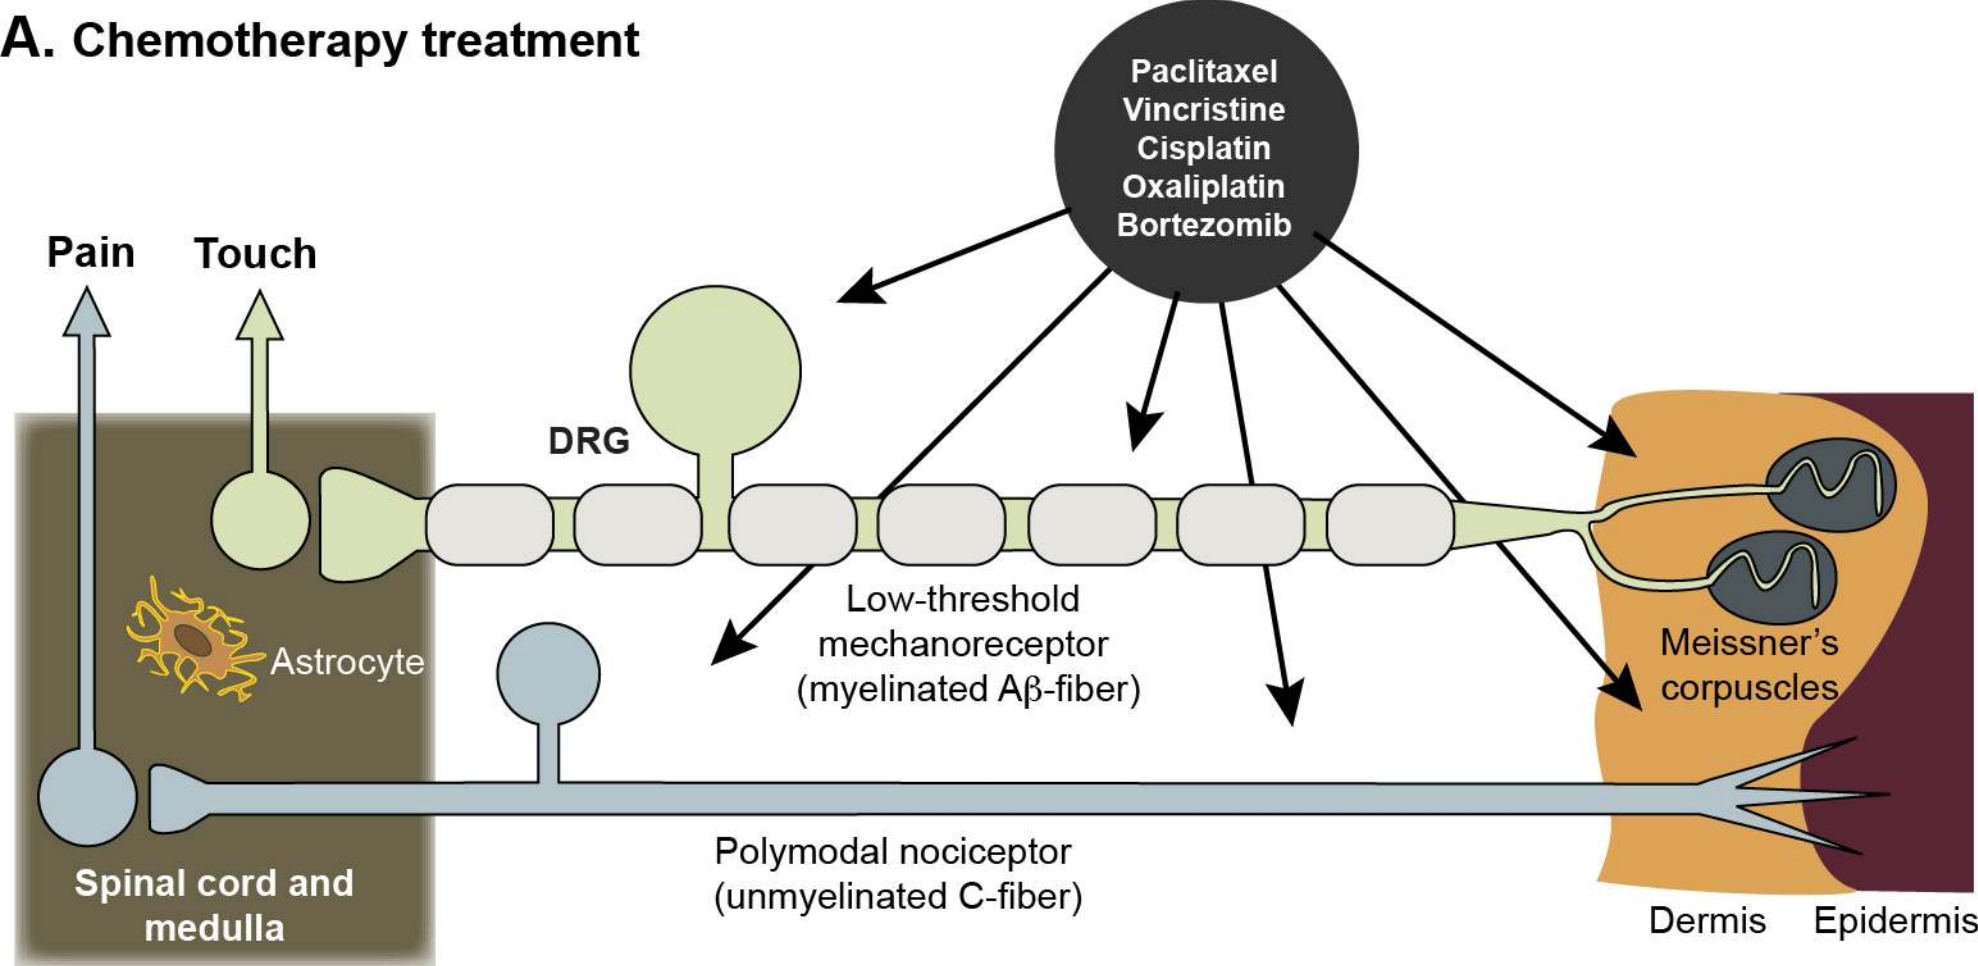 A. Chemotherapy treatment
Paclitaxel
Vincristine
Cisplatin
Oxaliplatin
Bortezomib
Pain
Touch
DRG
Low-threshold
mechanoreceptor
(myelinated Aβ-fiber)
Astrocyte
Meissner’s
corpuscles
Polymodal nociceptor
(unmyelinated C-fiber)
Spinal cord and
medulla
Dermis
Epidermis